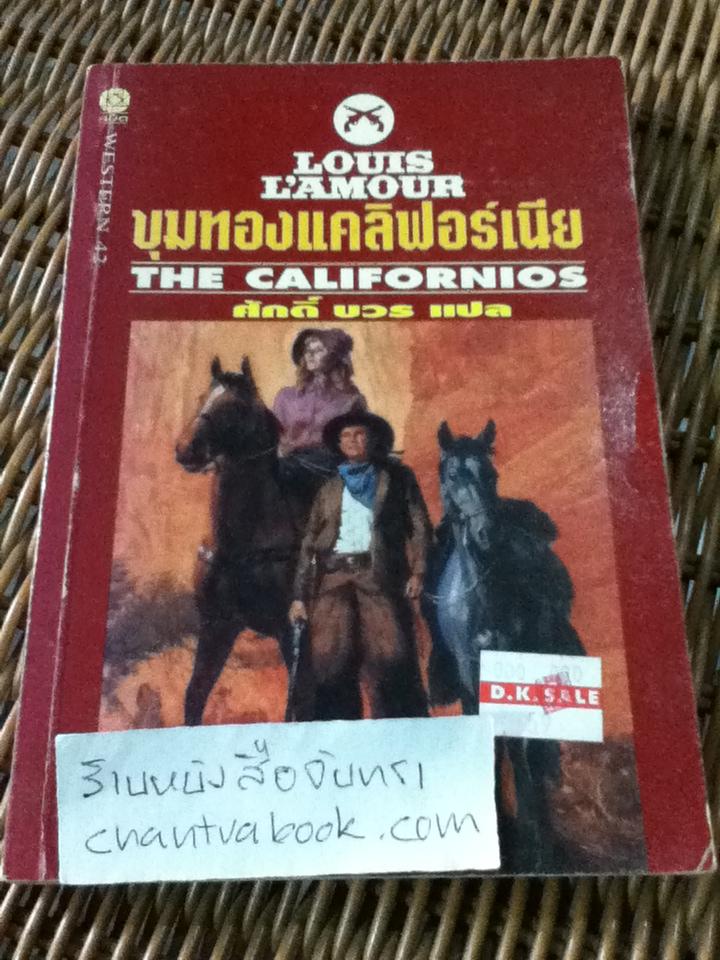 WESTERN 42
LOUIS
L'AMOUR
ขุมทองแคลิฟอร์เนีย
THE CALIFORNIOS
ศักดิ์ บวร แปล
D.K. SALE
ร้านหนังสือจันทรา
chantrabook.com